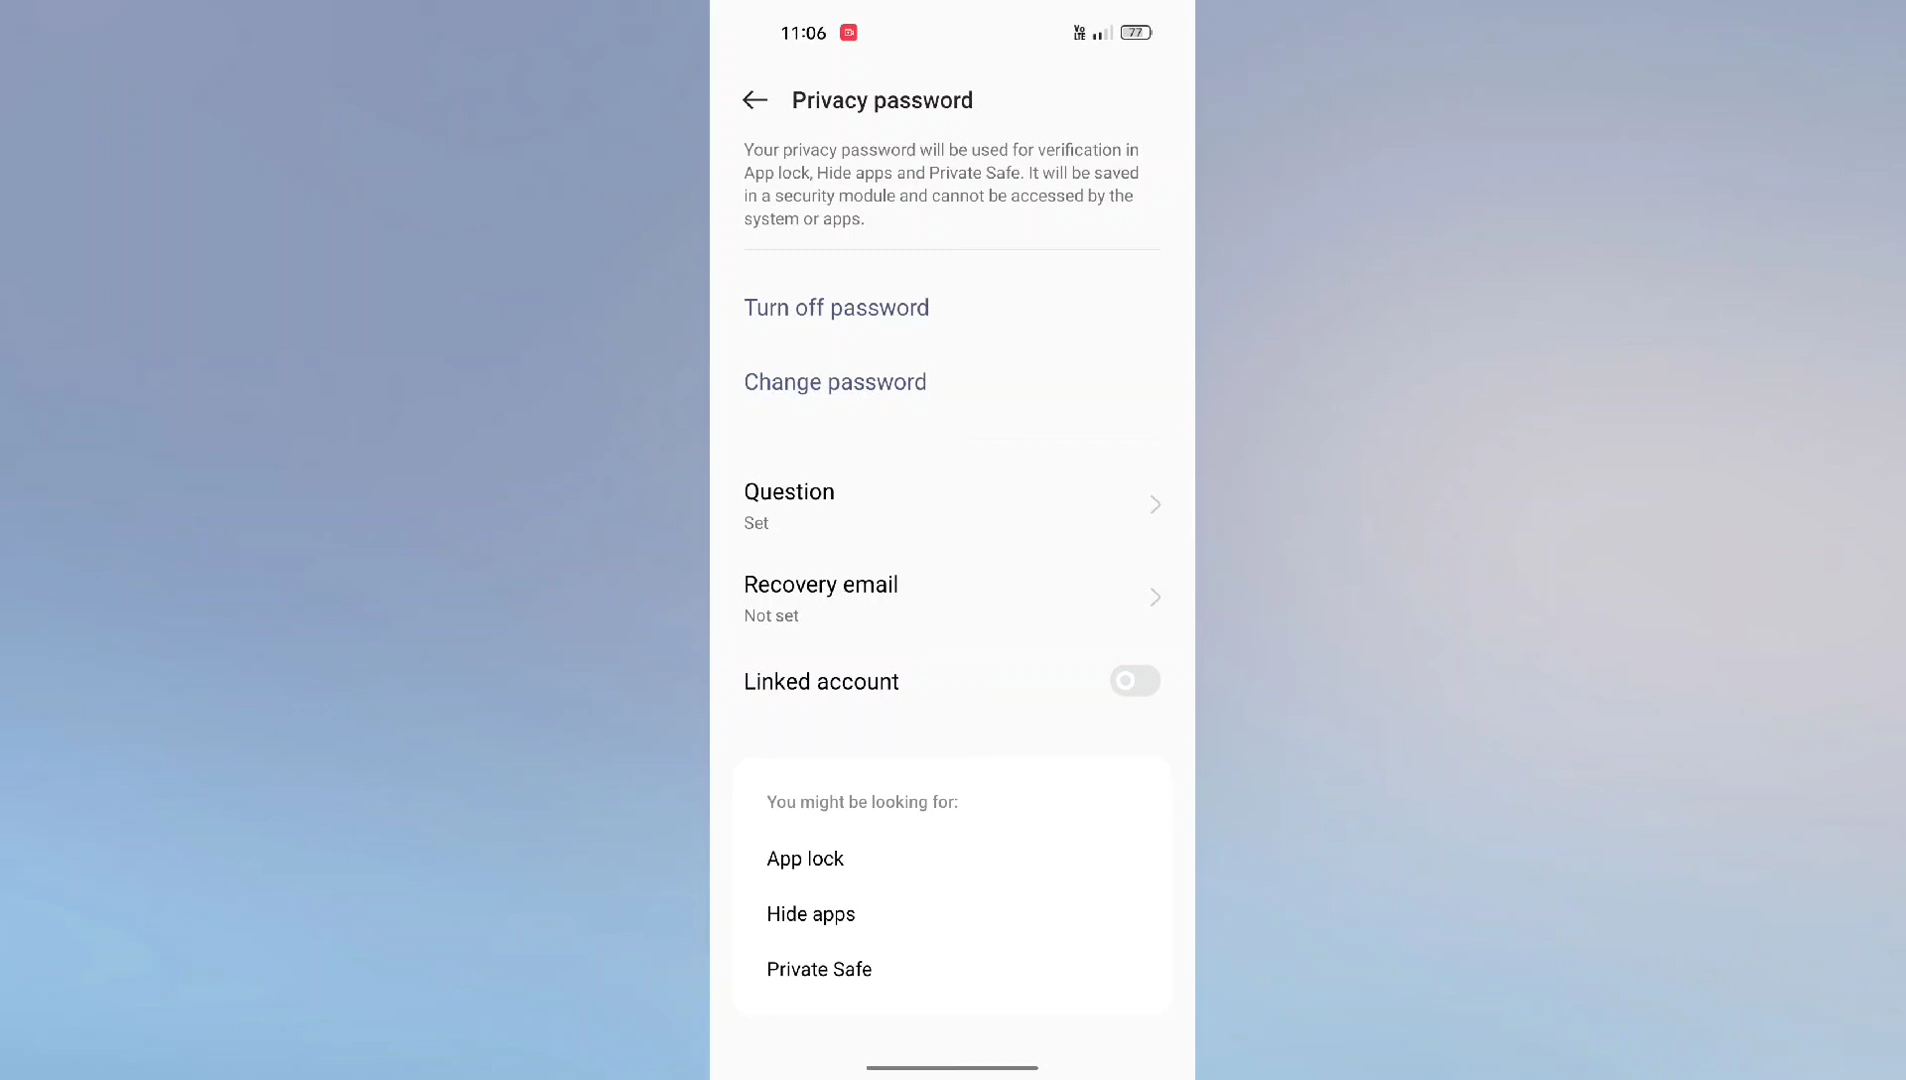 11:06
Vo LTE
77
Privacy password
Your privacy password will be used for verification in
App lock, Hide apps and Private Safe. It will be saved
in a security module and cannot be accessed by the
system or apps.
Turn off password
Change password
Question
Set
Recovery email
Not set
Linked account
You might be looking for:
App lock
Hide apps
Private Safe